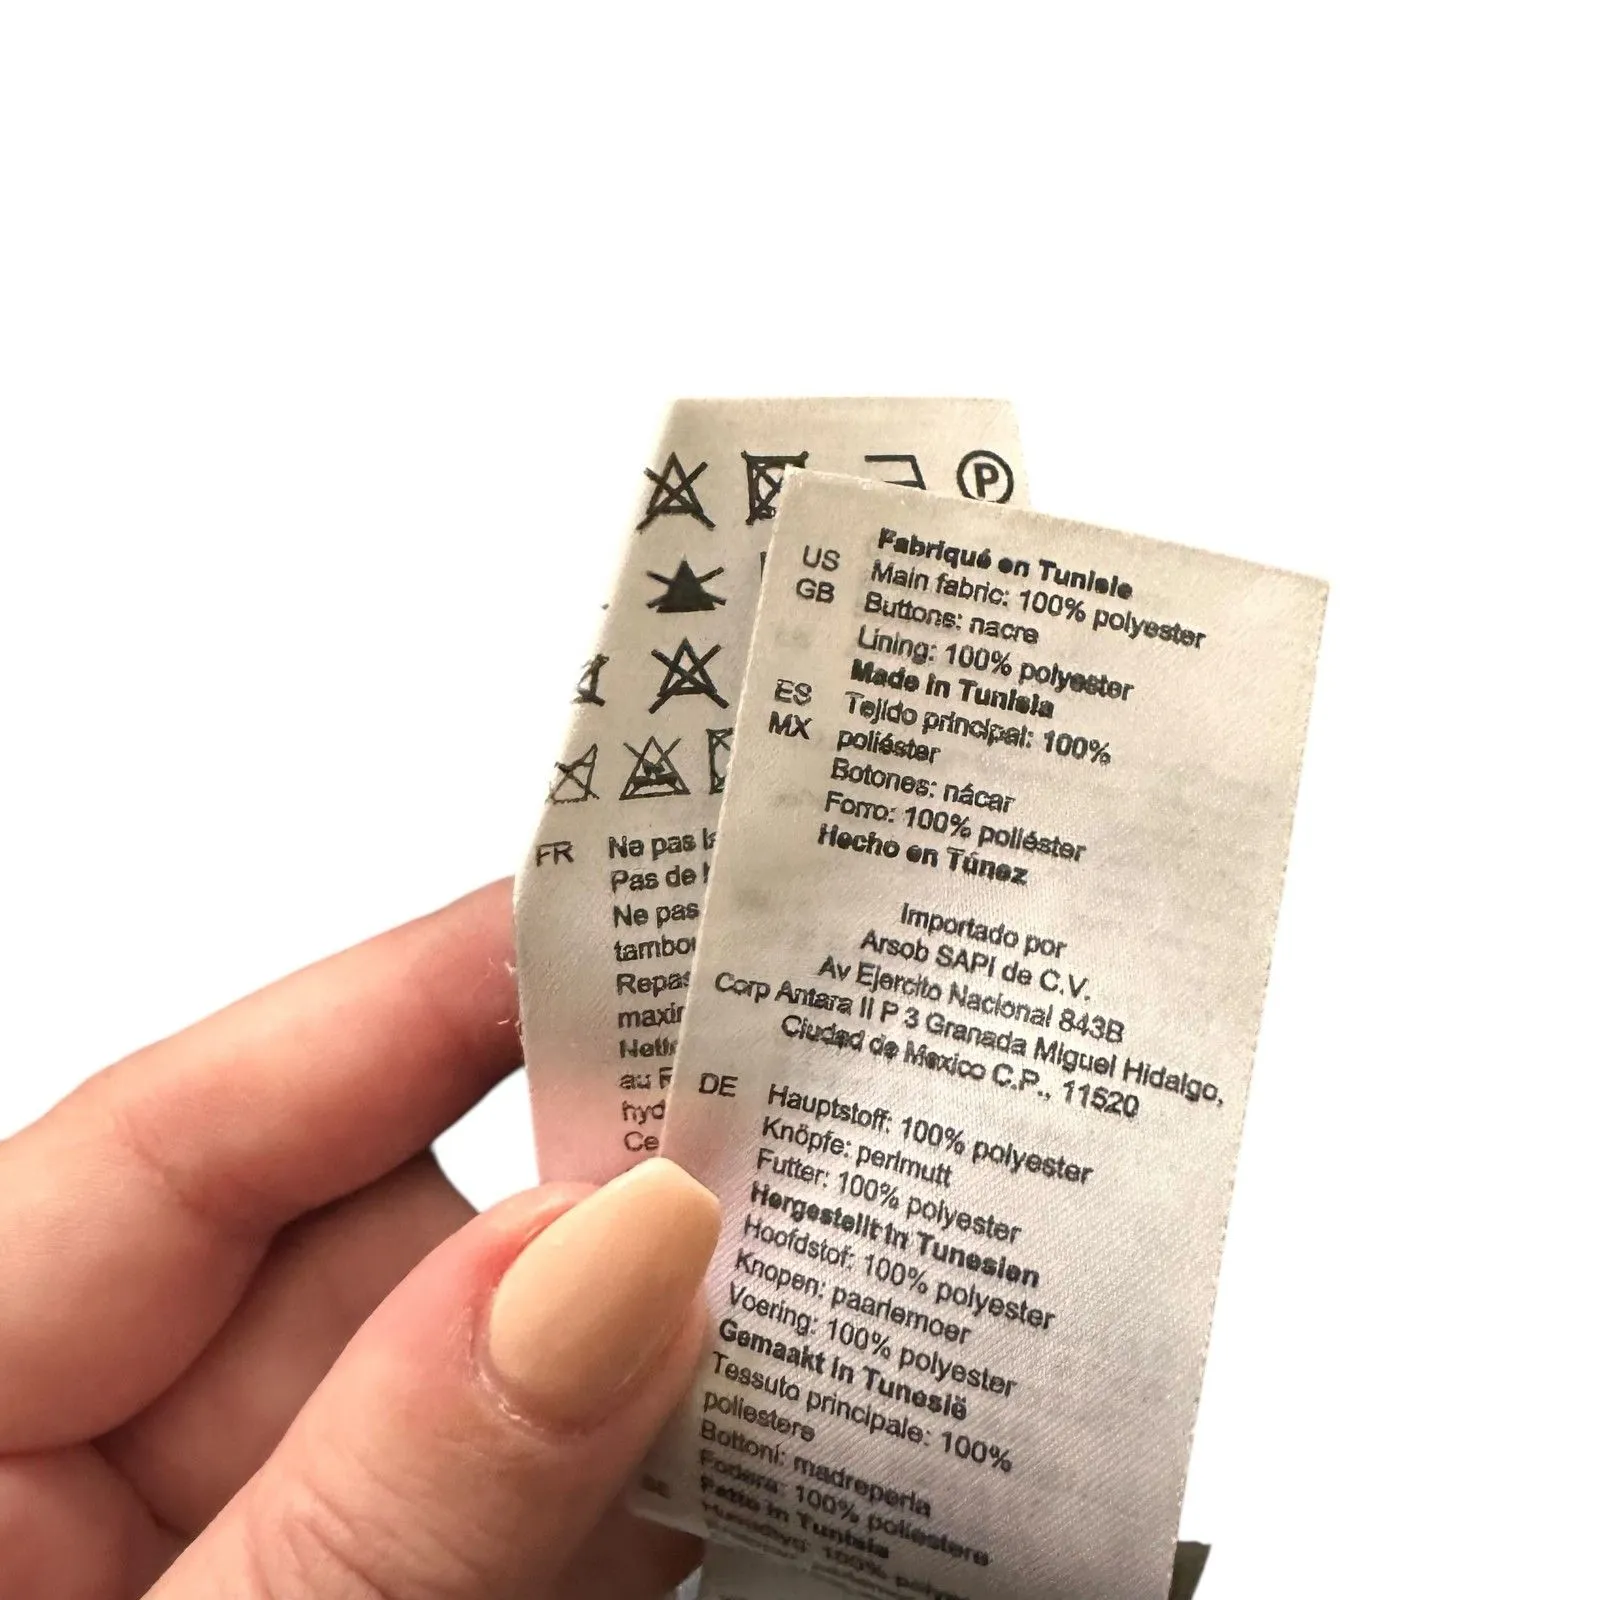 P
FR
Ne pas
Pas de
Ne pas
Ce
Fabriqué en Tunisie
US
Main fabric: 100% polyester
GB
Buttons: nacre
Lining: 100% polyester
Made in Tunisia
ES
Tejido principal: 100%
MX
poliéster
Botones: nácar
Forro: 100% poliéster
Hecho en Túnez
Importado por
Arsob SAPI de C.V.
Av Ejercito Nacional 843B
Corp Antara II P 3 Granada Miguel Hidalgo,
Ciudad de Mexico C.P., 11520
DE
Hauptstoff: 100% polyester
Knöpfe: perlmutt
Futter: 100% polyester
Hergestellt in Tunesien
Hoofdstof: 100% polyester
Knopen: paarlemoer
Voering: 100% polyester
Gemaakt in Tunesië
Tessuto principale: 100%
poliestere
Bottoni: madreperla
Fodera: 100% poliestere
Fatto in Tunisia
100%